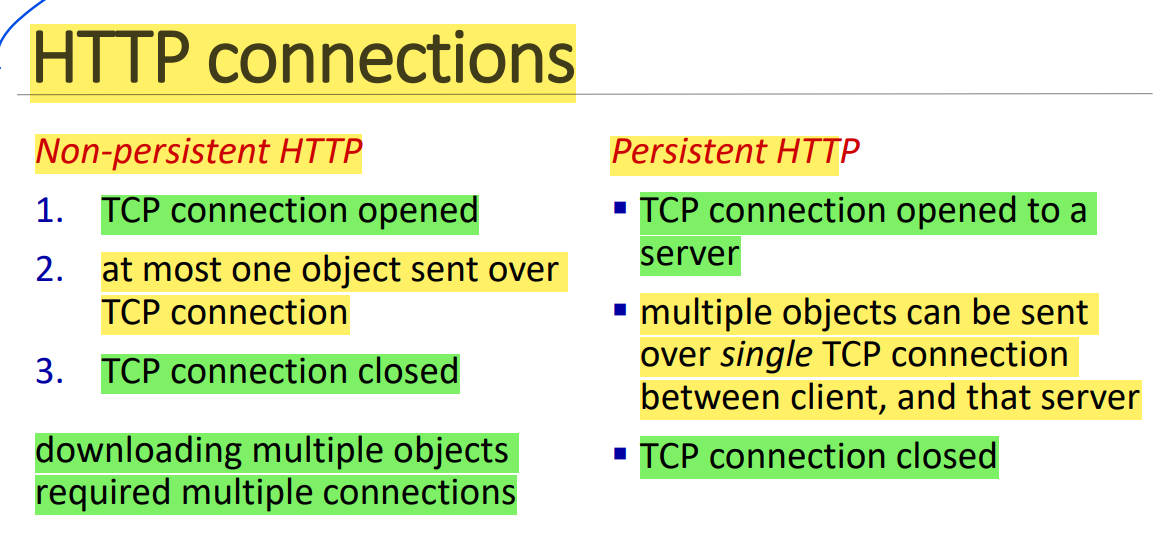 HTTP connections
Non-persistent HTTP
1. TCP connection opened
2. at most one object sent over
TCP connection
3. TCP connection closed
downloading multiple objects
required multiple connections
Persistent HTTP
▪ TCP connection opened to a
server
▪ multiple objects can be sent
over single TCP connection
between client, and that server
▪ TCP connection closed